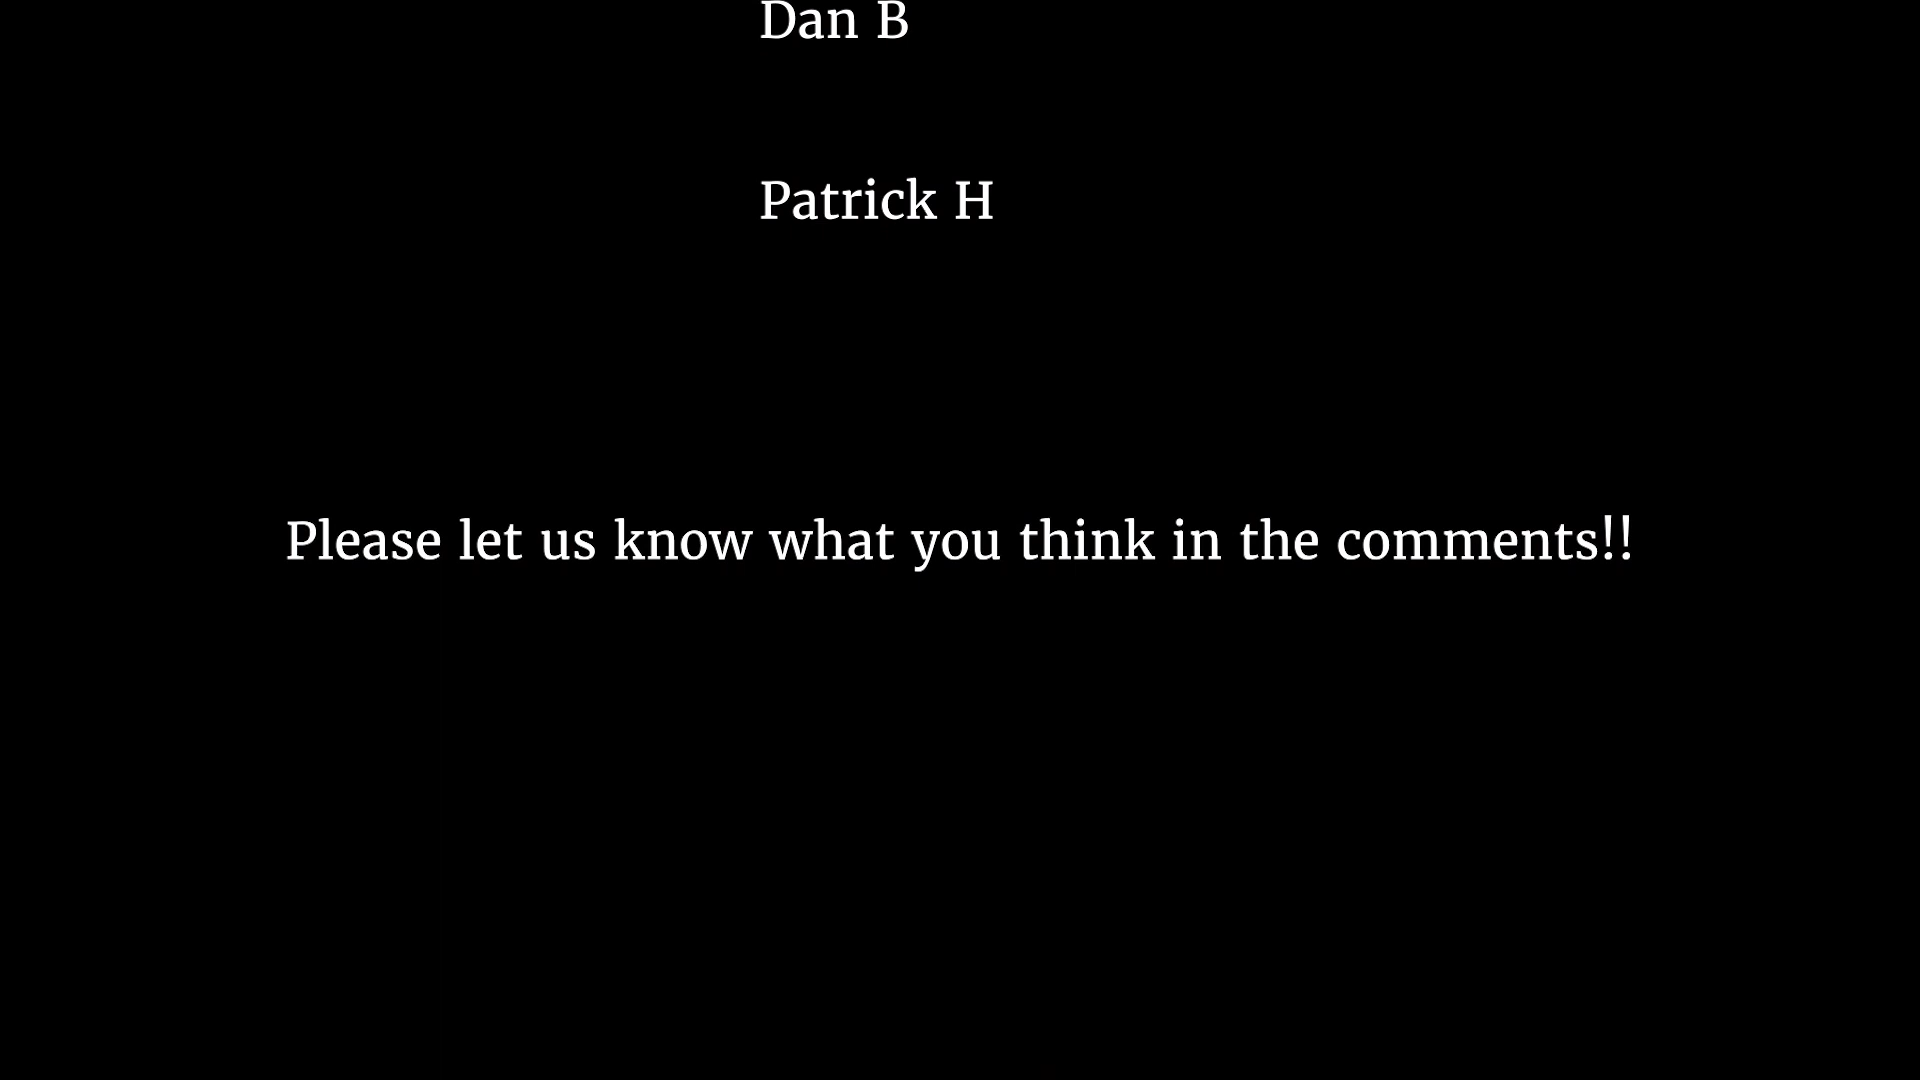 Dan B
Patrick H
Please let us know what you think in the comments!!